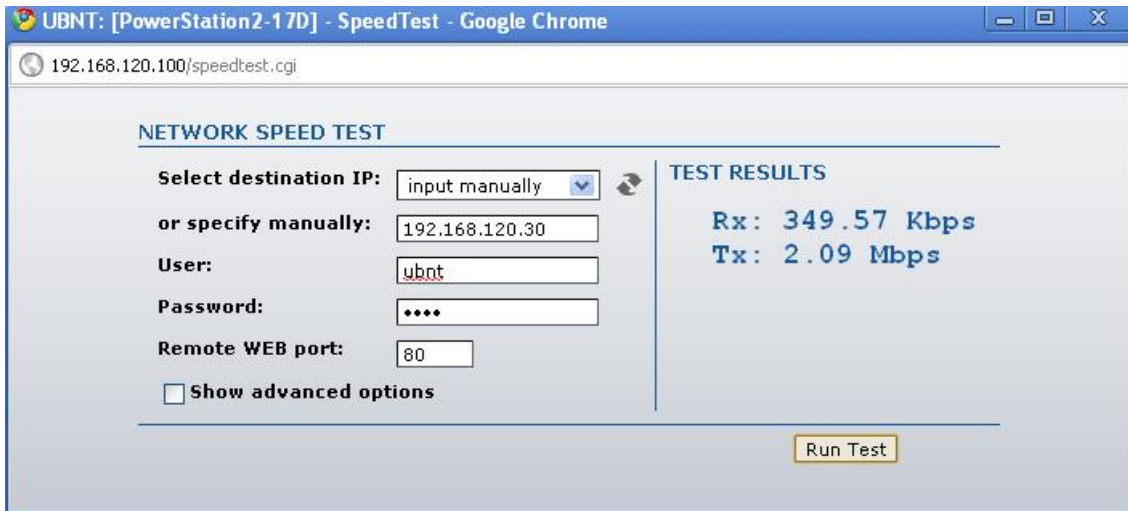 UBNT: [PowerStation2-17D] - SpeedTest - Google Chrome
192.168.120.100/speedtest.cgi
NETWORK SPEED TEST
Select destination IP: input manually
or specify manually: 192.168.120.30
User: ubnt
Password: ••••
Remote WEB port: 80
Show advanced options
TEST RESULTS
Rx: 349.57 Kbps
Tx: 2.09 Mbps
Run Test